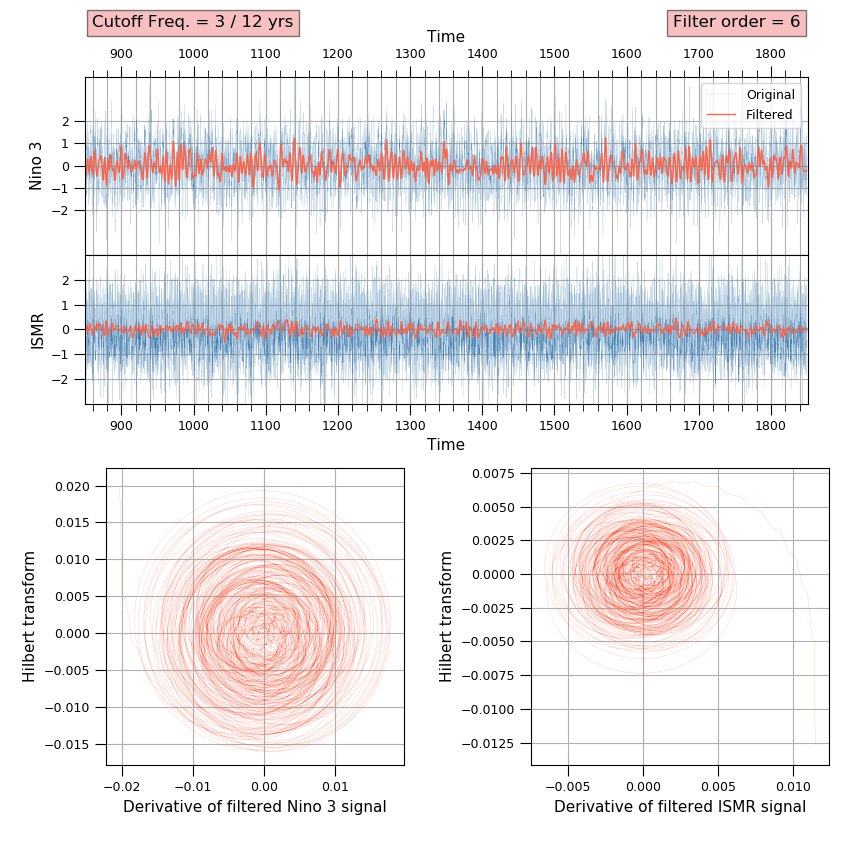 Cutoff Freq. = 3 / 12 yrs
Filter order = 6
Time
900 1000 1100 1200 1300 1400 1500 1600 1700 1800
Original
Filtered
Nino 3
2
1
0
−1
−2
ISMR
2
1
0
−1
−2
900 1000 1100 1200 1300 1400 1500 1600 1700 1800
Time
Hilbert transform
0.020
0.015
0.010
0.005
0.000
−0.005
−0.010
−0.015
−0.02 −0.01 0.00 0.01
Derivative of filtered Nino 3 signal
Hilbert transform
0.0075
0.0050
0.0025
0.0000
−0.0025
−0.0050
−0.0075
−0.0100
−0.0125
−0.005 0.000 0.005 0.010
Derivative of filtered ISMR signal